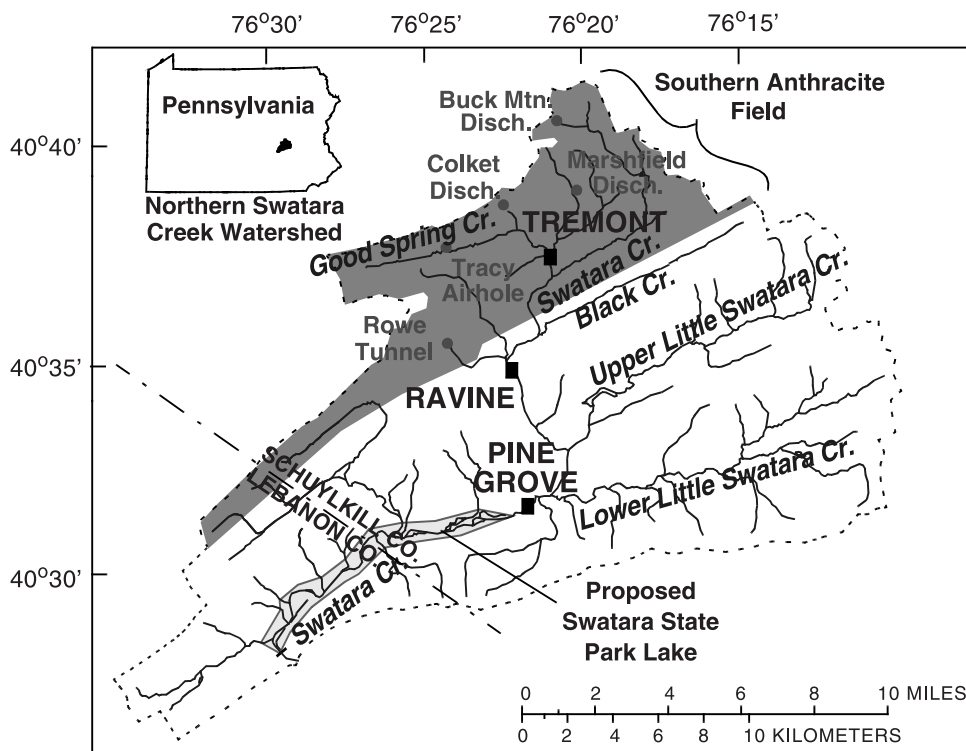 76°30'
76°25'
76°20'
76°15'
40°40'
40°35'
40°30'
Pennsylvania
Northern Swatara
Creek Watershed
Southern Anthracite
Field
Buck Mtn.
Disch.
Colket
Disch.
Marshfield
Disch.
TREMONT
Good Spring Cr.
Tracy
Airhole
Swatara Cr.
Black Cr.
Rowe
Tunnel
Upper Little Swatara Cr.
RAVINE
PINE
GROVE
Lower Little Swatara Cr.
SCHUYLKILL CO.
LEBANON CO.
Swatara Cr.
Proposed
Swatara State
Park Lake
0 2 4 6 8 10 MILES
0 2 4 6 8 10 KILOMETERS